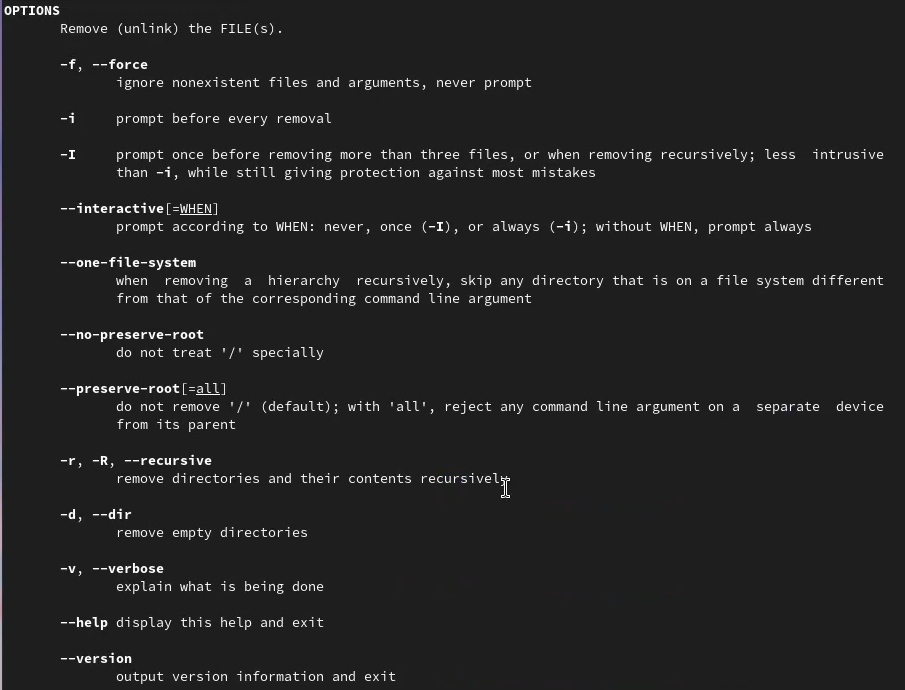 OPTIONS
Remove (unlink) the FILE(s).
-f, --force
ignore nonexistent files and arguments, never prompt
-i     prompt before every removal
-I     prompt once before removing more than three files, or when removing recursively; less  intrusive
than -i, while still giving protection against most mistakes
--interactive[=WHEN]
prompt according to WHEN: never, once (-I), or always (-i); without WHEN, prompt always
--one-file-system
when  removing  a  hierarchy  recursively, skip any directory that is on a file system different
from that of the corresponding command line argument
--no-preserve-root
do not treat '/' specially
--preserve-root[=all]
do not remove '/' (default); with 'all', reject any command line argument on a  separate  device
from its parent
-r, -R, --recursive
remove directories and their contents recursively
-d, --dir
remove empty directories
-v, --verbose
explain what is being done
--help display this help and exit
--version
output version information and exit